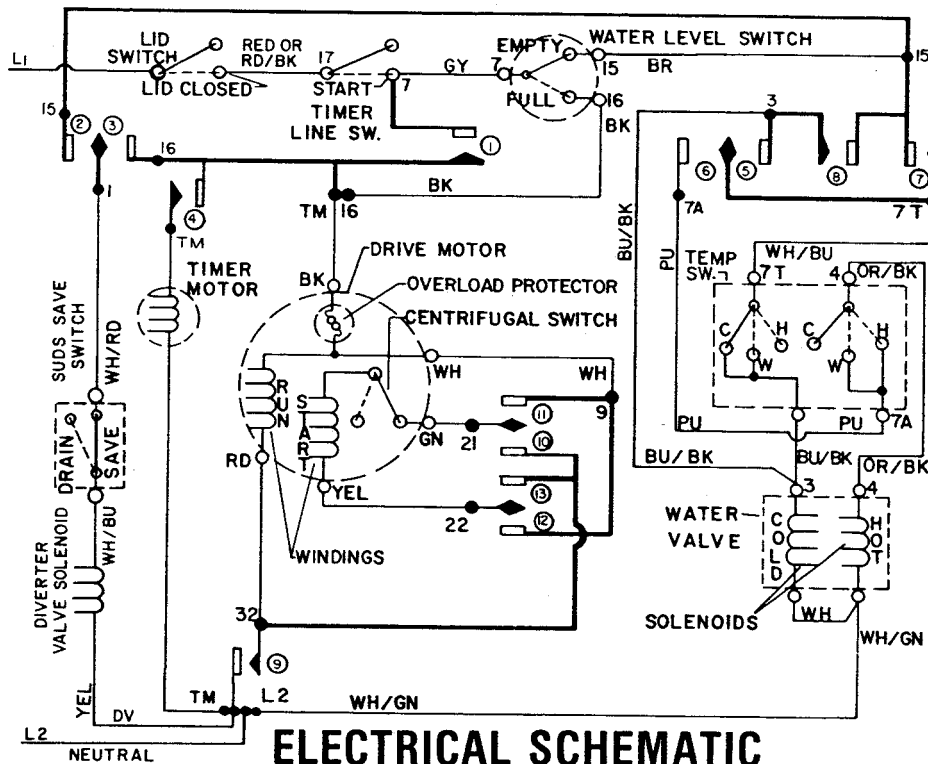 LID SWITCH
RED OR RD/BK
17
EMPTY
WATER LEVEL SWITCH
L1
LID CLOSED
START
7
GY
7
15
BR
15
TIMER LINE SW.
FULL
16
BK
3
15
2
3
16
1
6
5
8
7
1
4
BK
7A
7T
TM
TM 16
BU/BK
PU
WH/BU
OR/BK
TIMER MOTOR
DRIVE MOTOR
BK
OVERLOAD PROTECTOR
CENTRIFUGAL SWITCH
TEMP SW.
7T
4
C
H
W
C
H
W
SUDS SAVE SWITCH
WH/RD
WH
WH
RUN
START
GN
21
11
10
9
PU
PU
7A
BU/BK
BU/BK
OR/BK
DRAIN
SAVE
RD
YEL
22
13
12
3
4
WATER VALVE
COLD
HOT
WINDINGS
WH/BU
DIVERTER VALVE SOLENOID
SOLENOIDS
WH
WH/GN
32
9
YEL
DV
TM
L2
WH/GN
L2
NEUTRAL
ELECTRICAL SCHEMATIC